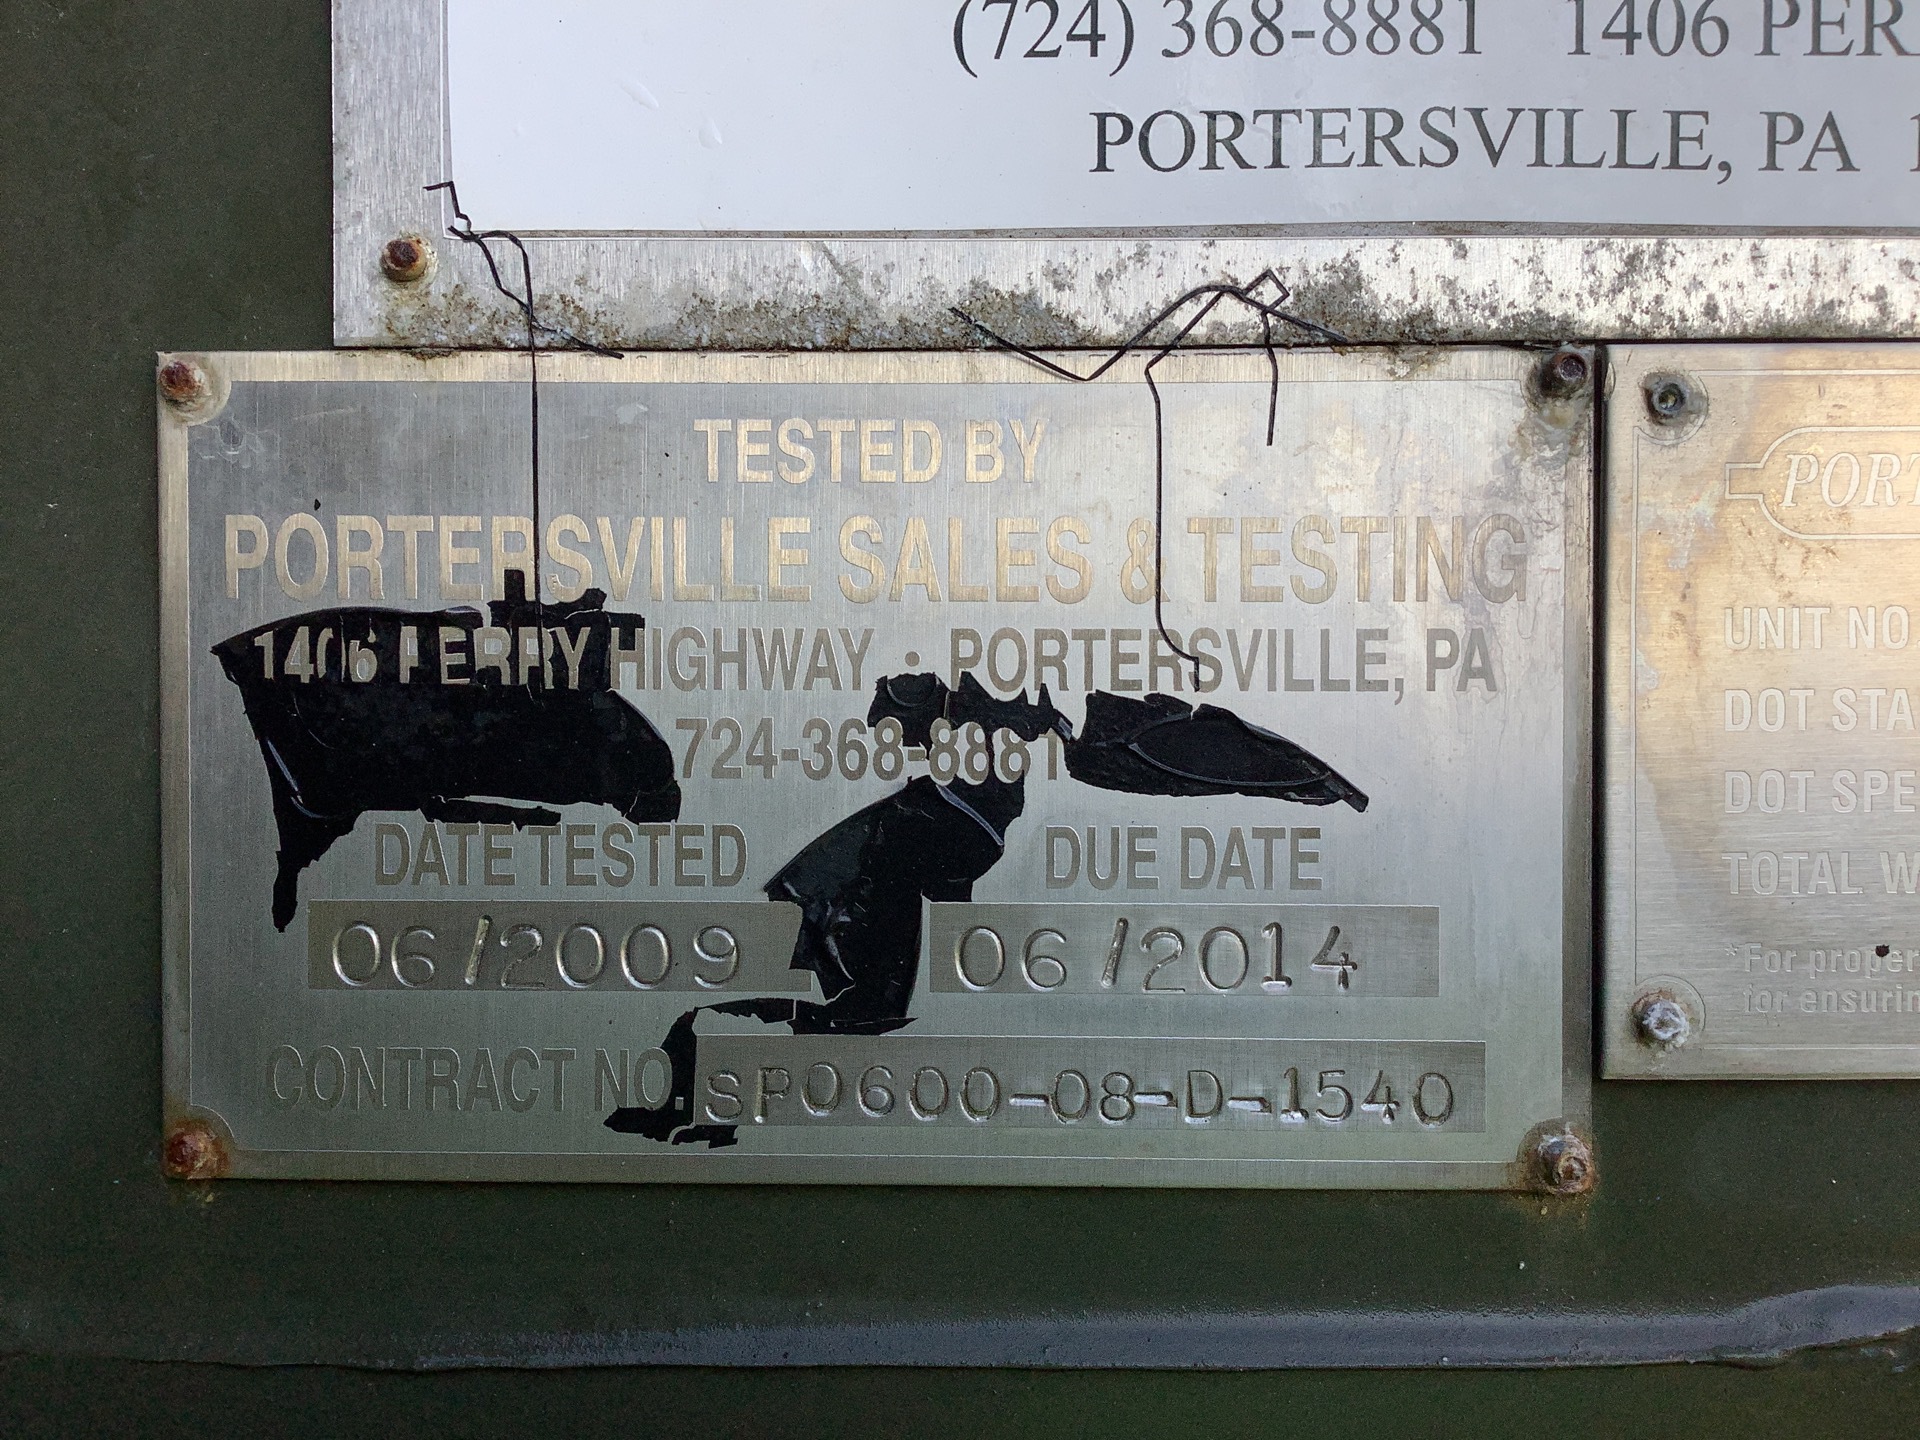 (724) 368-8881 1406 PER
PORTERSVILLE, PA 1
TESTED BY
PORTERSVILLE SALES & TESTING
1406 PERRY HIGHWAY · PORTERSVILLE, PA
724-368-8881
DATE TESTED DUE DATE
06/2009 06/2014
CONTRACT NO. SP0600-08-D-1540
PORT
UNIT NO
DOT STA
DOT SPE
TOTAL W
*For proper
for ensurin